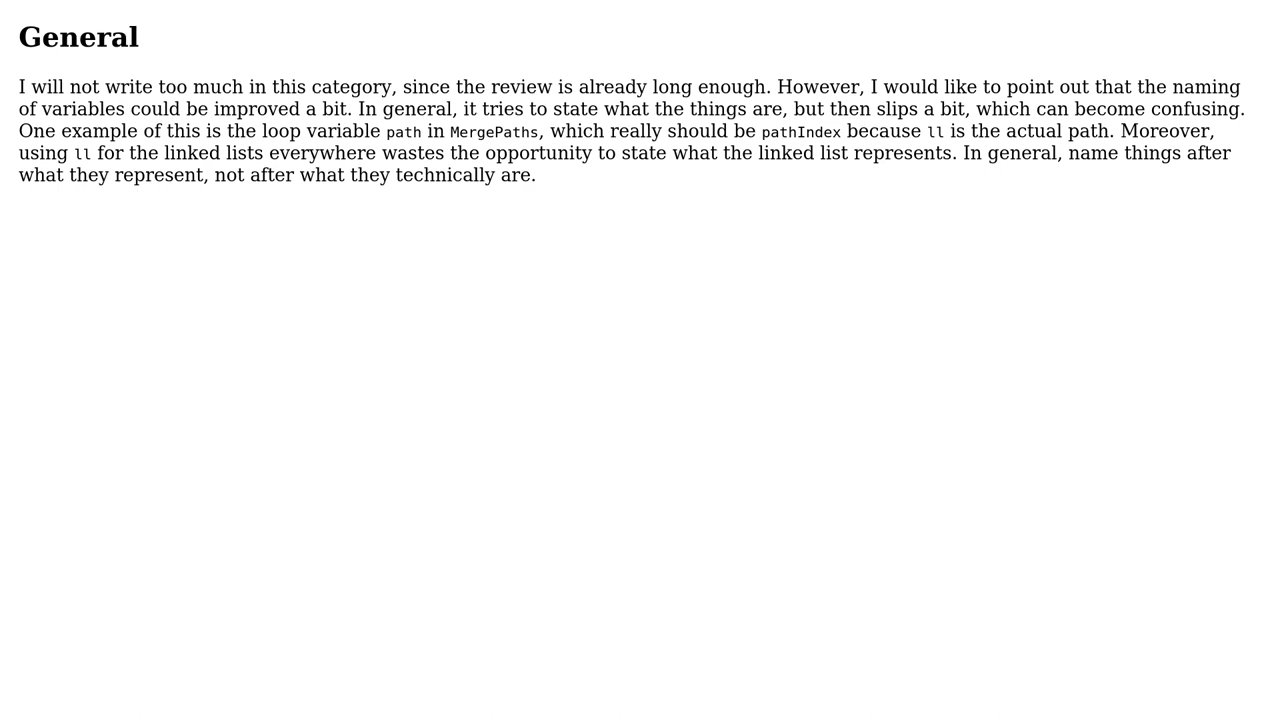 General
I will not write too much in this category, since the review is already long enough. However, I would like to point out that the naming
of variables could be improved a bit. In general, it tries to state what the things are, but then slips a bit, which can become confusing.
One example of this is the loop variable path in MergePaths, which really should be pathIndex because ll is the actual path. Moreover,
using ll for the linked lists everywhere wastes the opportunity to state what the linked list represents. In general, name things after
what they represent, not after what they technically are.